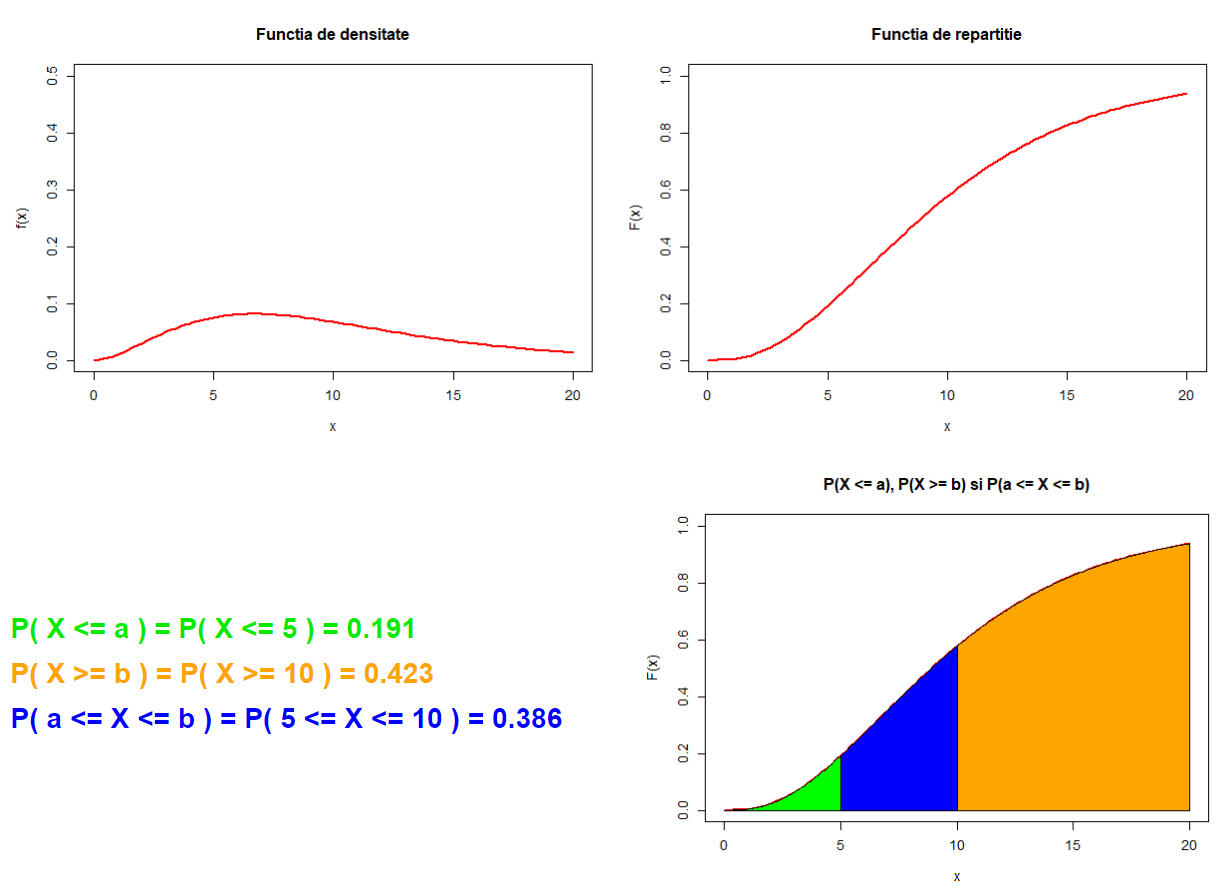 Functia de densitate
f(x)
0.5
0.4
0.3
0.2
0.1
0.0
0 5 10 15 20
x
Functia de repartitie
F(x)
1.0
0.8
0.6
0.4
0.2
0.0
0 5 10 15 20
x
P( X <= a ) = P( X <= 5 ) = 0.191
P( X >= b ) = P( X >= 10 ) = 0.423
P( a <= X <= b ) = P( 5 <= X <= 10 ) = 0.386
P(X <= a), P(X >= b) si P(a <= X <= b)
F(x)
1.0
0.8
0.6
0.4
0.2
0.0
0 5 10 15 20
x